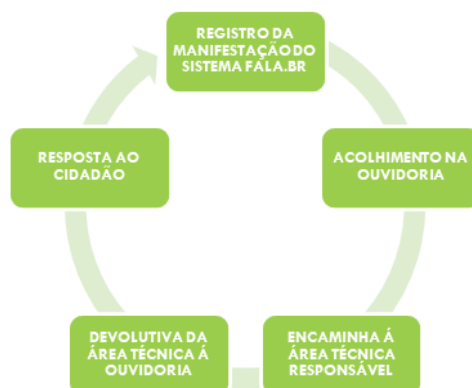 REGISTRO DA
MANIFESTAÇÃO DO
SISTEMA FALA.BR
ACOLHIMENTO NA
OUVIDORIA
ENCAMINHA Á
ÁREA TÉCNICA
RESPONSÁVEL
DEVOLUTIVA DA
ÁREA TÉCNICA Á
OUVIDORIA
RESPOSTA AO
CIDADÃO